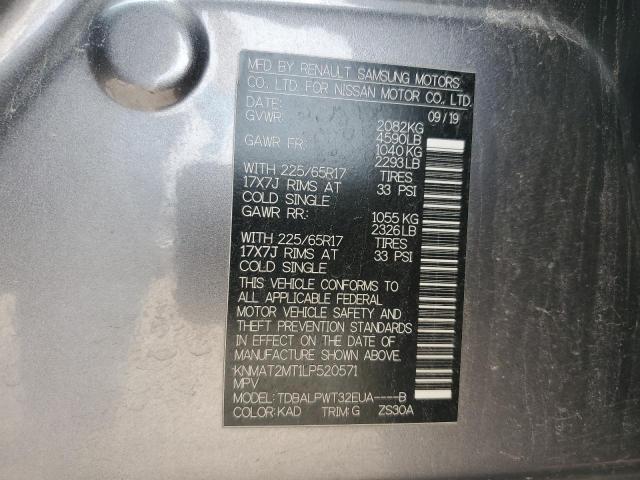 MFD BY RENAULT SAMSUNG MOTORS
CO., LTD. FOR NISSAN MOTOR CO., LTD.
DATE: 09/19
GVWR: 2082KG
4590LB
GAWR FR: 1040 KG
2293LB
WITH 225/65R17 TIRES
17X7J RIMS AT 33 PSI
COLD SINGLE
GAWR RR: 1055 KG
2326LB
WITH 225/65R17 TIRES
17X7J RIMS AT 33 PSI
COLD SINGLE
THIS VEHICLE CONFORMS TO
ALL APPLICABLE FEDERAL
MOTOR VEHICLE SAFETY AND
THEFT PREVENTION STANDARDS
IN EFFECT ON THE DATE OF
MANUFACTURE SHOWN ABOVE.
:KNMAT2MT1LP520571
MPV
MODEL: TDBALPWT32EUA----B
COLOR: KAD TRIM: G ZS30A